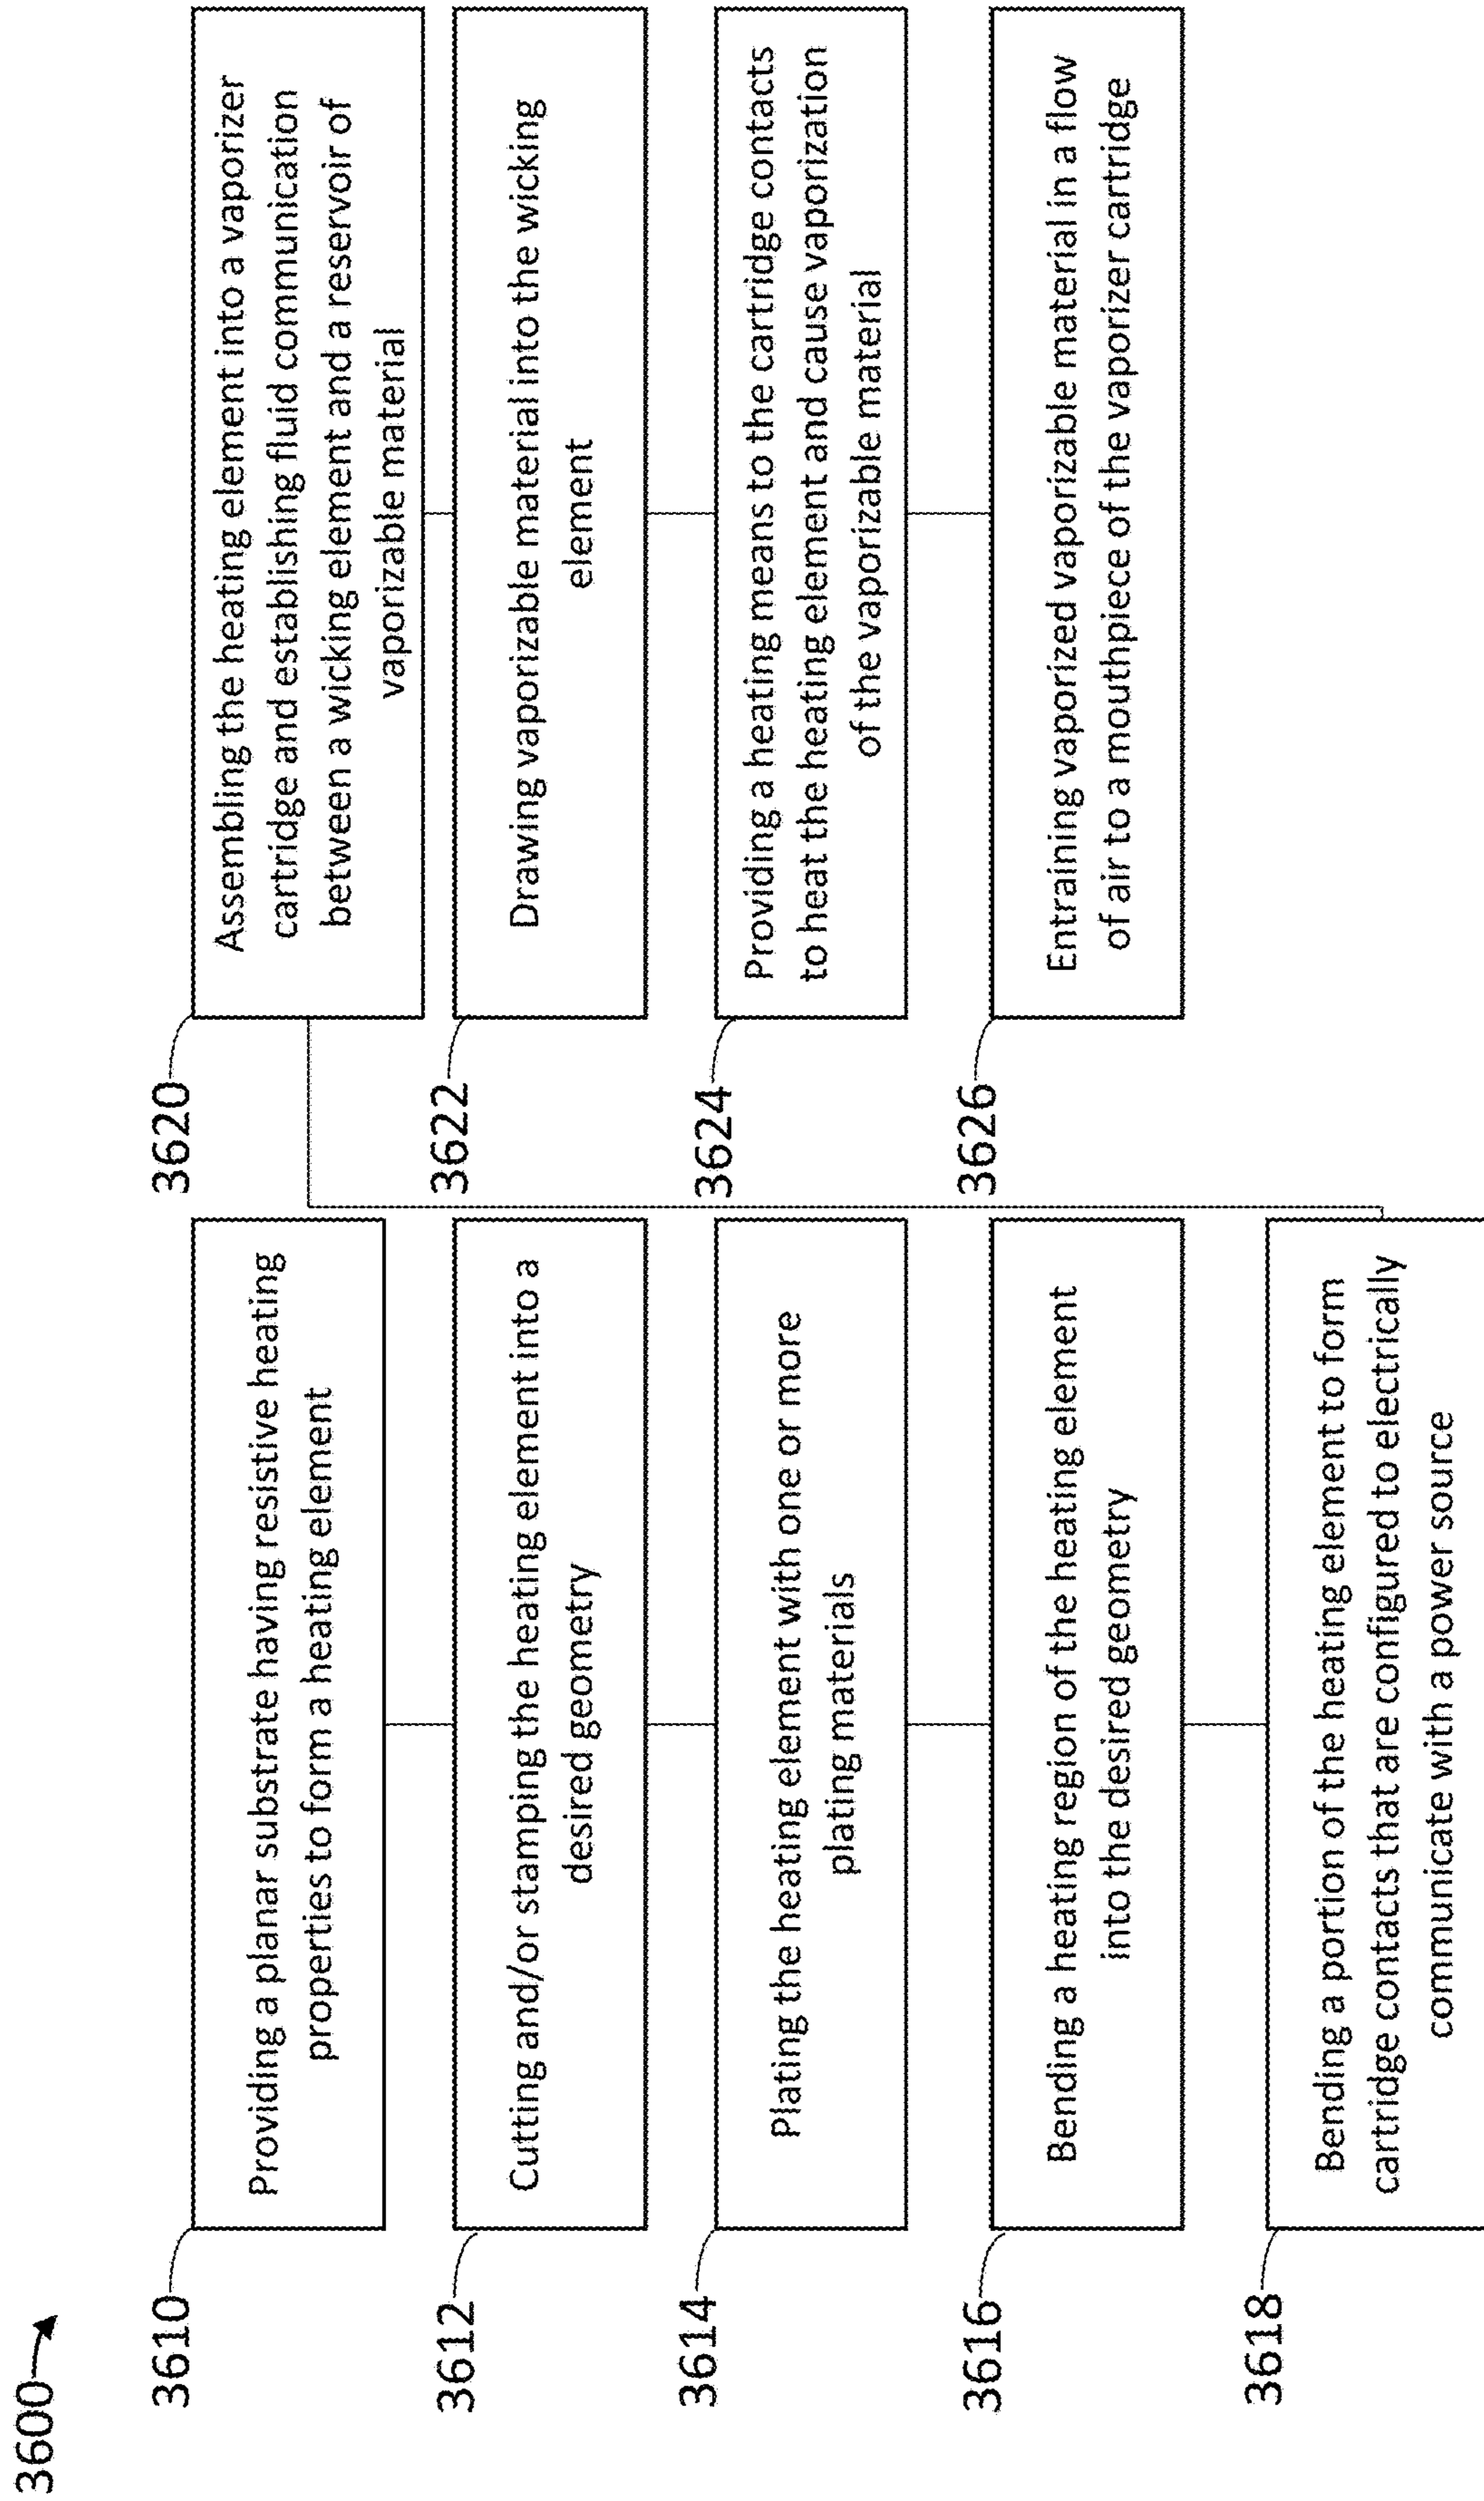 3600
3610
Providing a planar substrate having resistive heating
properties to form a heating element
3612
Cutting and/or stamping the heating element into a
desired geometry
3614
Plating the heating element with one or more
plating materials
3616
Bending a heating region of the heating element
into the desired geometry
3618
Bending a portion of the heating element to form
cartridge contacts that are configured to electrically
communicate with a power source
3620
Assembling the heating element into a vaporizer
cartridge and establishing fluid communication
between a wicking element and a reservoir of
vaporizable material
3622
Drawing vaporizable material into the wicking
element
3624
Providing a heating means to the cartridge contacts
to heat the heating element and cause vaporization
of the vaporizable material
3626
Entraining vaporized vaporizable material in a flow
of air to a mouthpiece of the vaporizer cartridge